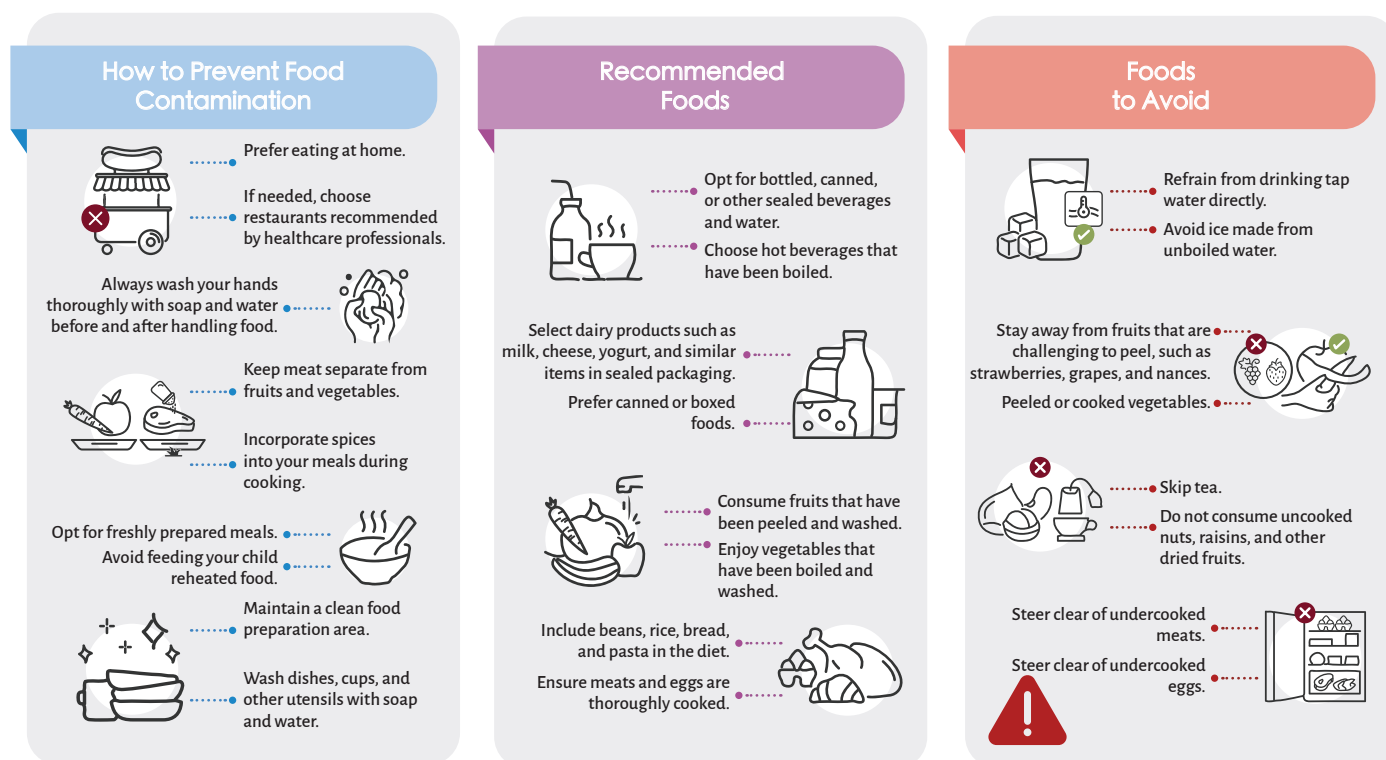 How to Prevent Food
Contamination
Prefer eating at home.
If needed, choose
restaurants recommended
by healthcare professionals.
Always wash your hands
thoroughly with soap and water
before and after handling food.
Keep meat separate from
fruits and vegetables.
Incorporate spices
into your meals during
cooking.
Opt for freshly prepared meals.
Avoid feeding your child
reheated food.
Maintain a clean food
preparation area.
Wash dishes, cups, and
other utensils with soap
and water.
Recommended
Foods
Opt for bottled, canned,
or other sealed beverages
and water.
Choose hot beverages that
have been boiled.
Select dairy products such as
milk, cheese, yogurt, and similar
items in sealed packaging.
Prefer canned or boxed
foods.
Consume fruits that have
been peeled and washed.
Enjoy vegetables that
have been boiled and
washed.
Include beans, rice, bread,
and pasta in the diet.
Ensure meats and eggs are
thoroughly cooked.
Foods
to Avoid
Refrain from drinking tap
water directly.
Avoid ice made from
unboiled water.
Stay away from fruits that are
challenging to peel, such as
strawberries, grapes, and nances.
Peeled or cooked vegetables.
Skip tea.
Do not consume uncooked
nuts, raisins, and other
dried fruits.
Steer clear of undercooked
meats.
Steer clear of undercooked
eggs.